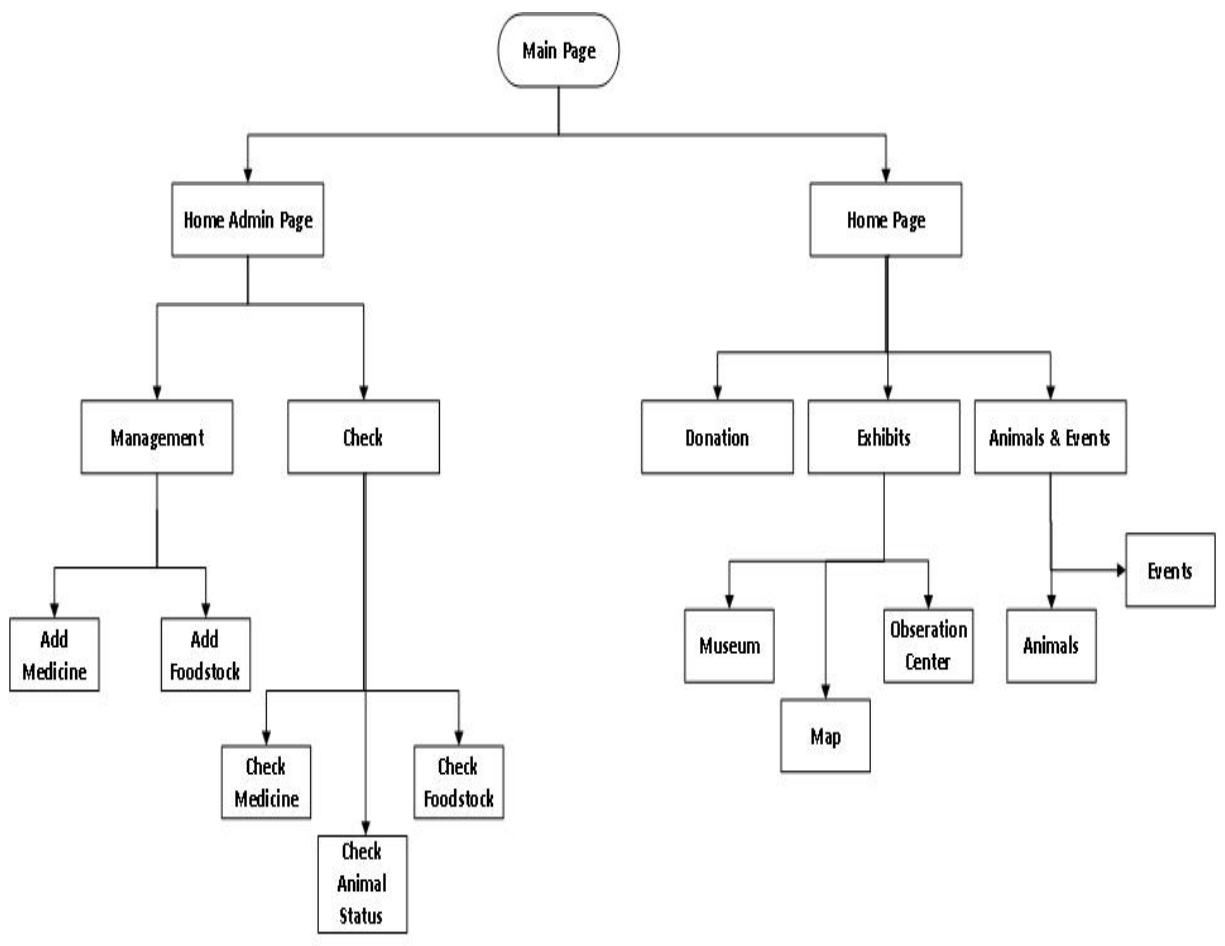 Main Page
Home Admin Page
Home Page
Management
Check
Donation
Exhibits
Animals & Events
Events
Add
Medicine
Add
Foodstock
Museum
Obseration
Center
Animals
Map
Check
Medicine
Check
Foodstock
Check
Animal
Status